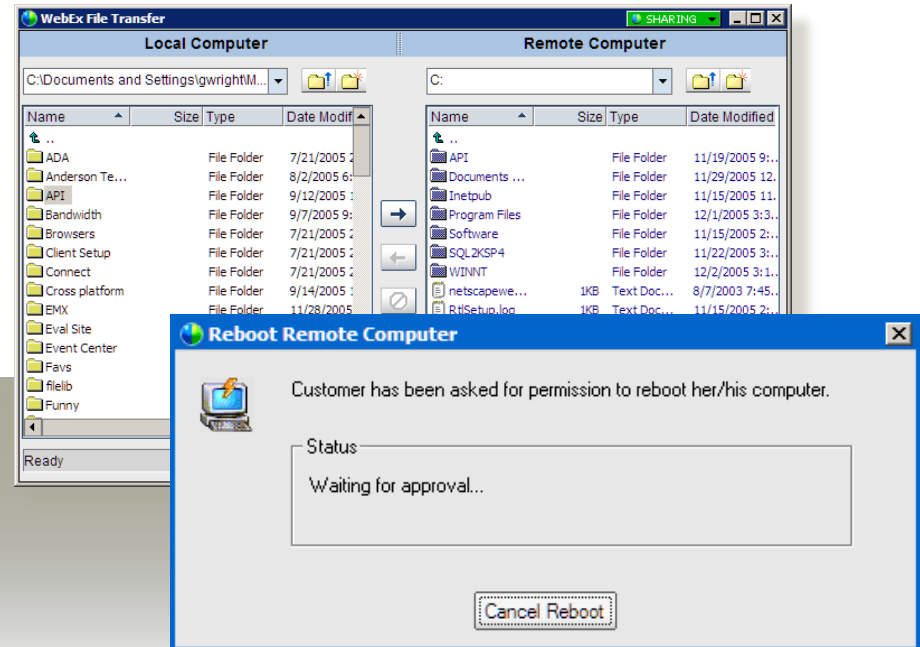 WebEx File Transfer
SHARING
Local Computer
Remote Computer
C:\Documents and Settings\gwright\M...
C:
Name Size Type Date Modif
Name Size Type Date Modified
..
..
ADA File Folder 7/21/2005 2
API File Folder 11/19/2005 9:..
Anderson Te... File Folder 8/2/2005 6:
Documents ... File Folder 11/29/2005 12.
API File Folder 9/12/2005 1
Inetpub File Folder 11/15/2005 11.
Bandwidth File Folder 9/7/2005 9:
Program Files File Folder 12/1/2005 3:3..
Browsers File Folder 7/21/2005 2
Software File Folder 11/15/2005 2:..
Client Setup File Folder 7/21/2005 2
SQL2KSP4 File Folder 11/22/2005 3:..
Connect File Folder 7/21/2005 2
WINNT File Folder 12/2/2005 3:1..
Cross platform File Folder 9/14/2005 1
netscapewe... 1KB Text Doc... 8/7/2003 7:45..
EMX File Folder 11/28/2005
RtlSetup.log 1KB Text Doc... 11/15/2005 2:..
Eval Site
Event Center
Favs
filelib
Funny
Ready
Reboot Remote Computer
Customer has been asked for permission to reboot her/his computer.
Status
Waiting for approval...
Cancel Reboot